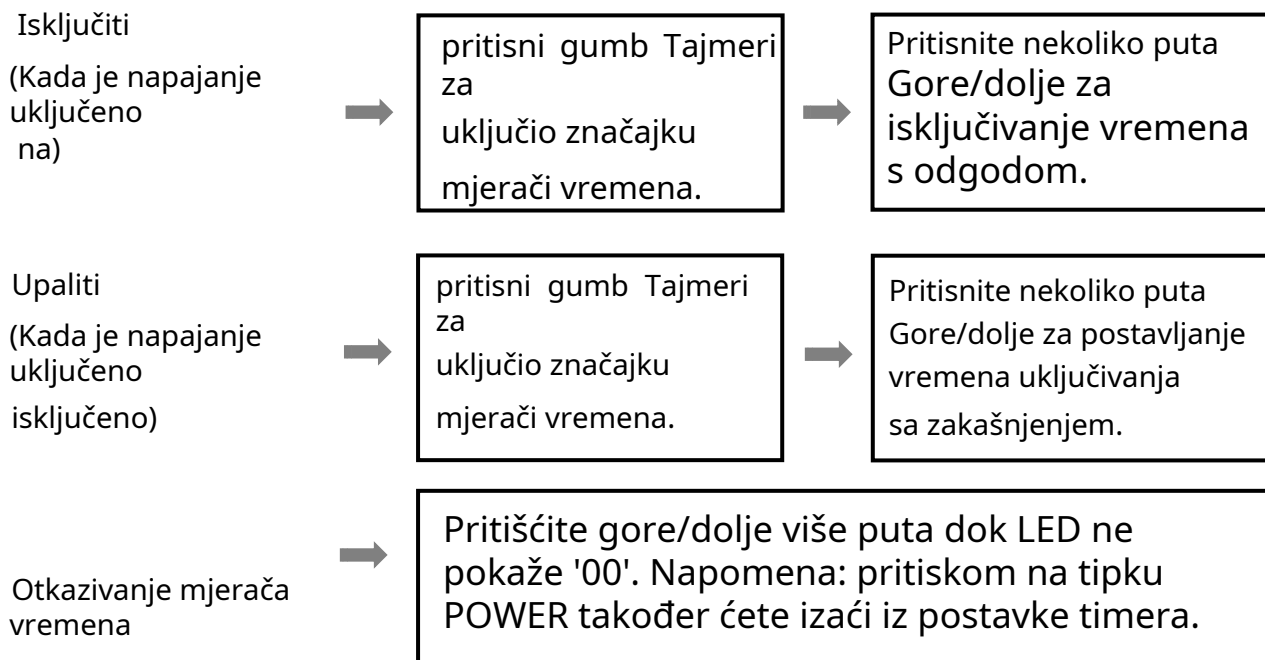 Isključiti
(Kada je napajanje
uključeno
na)
pritisni gumb Tajmeri
za
uključio značajku
mjerači vremena.
Pritisnite nekoliko puta
Gore/dolje za
isključivanje vremena
s odgodom.
Upaliti
(Kada je napajanje
uključeno
isključeno)
pritisni gumb Tajmeri
za
uključio značajku
mjerači vremena.
Pritisnite nekoliko puta
Gore/dolje za postavljanje
vremena uključivanja
sa zakašnjenjem.
Otkazivanje mjerača
vremena
Pritišćite gore/dolje više puta dok LED ne
pokaže '00'. Napomena: pritiskom na tipku
POWER također ćete izaći iz postavke timera.